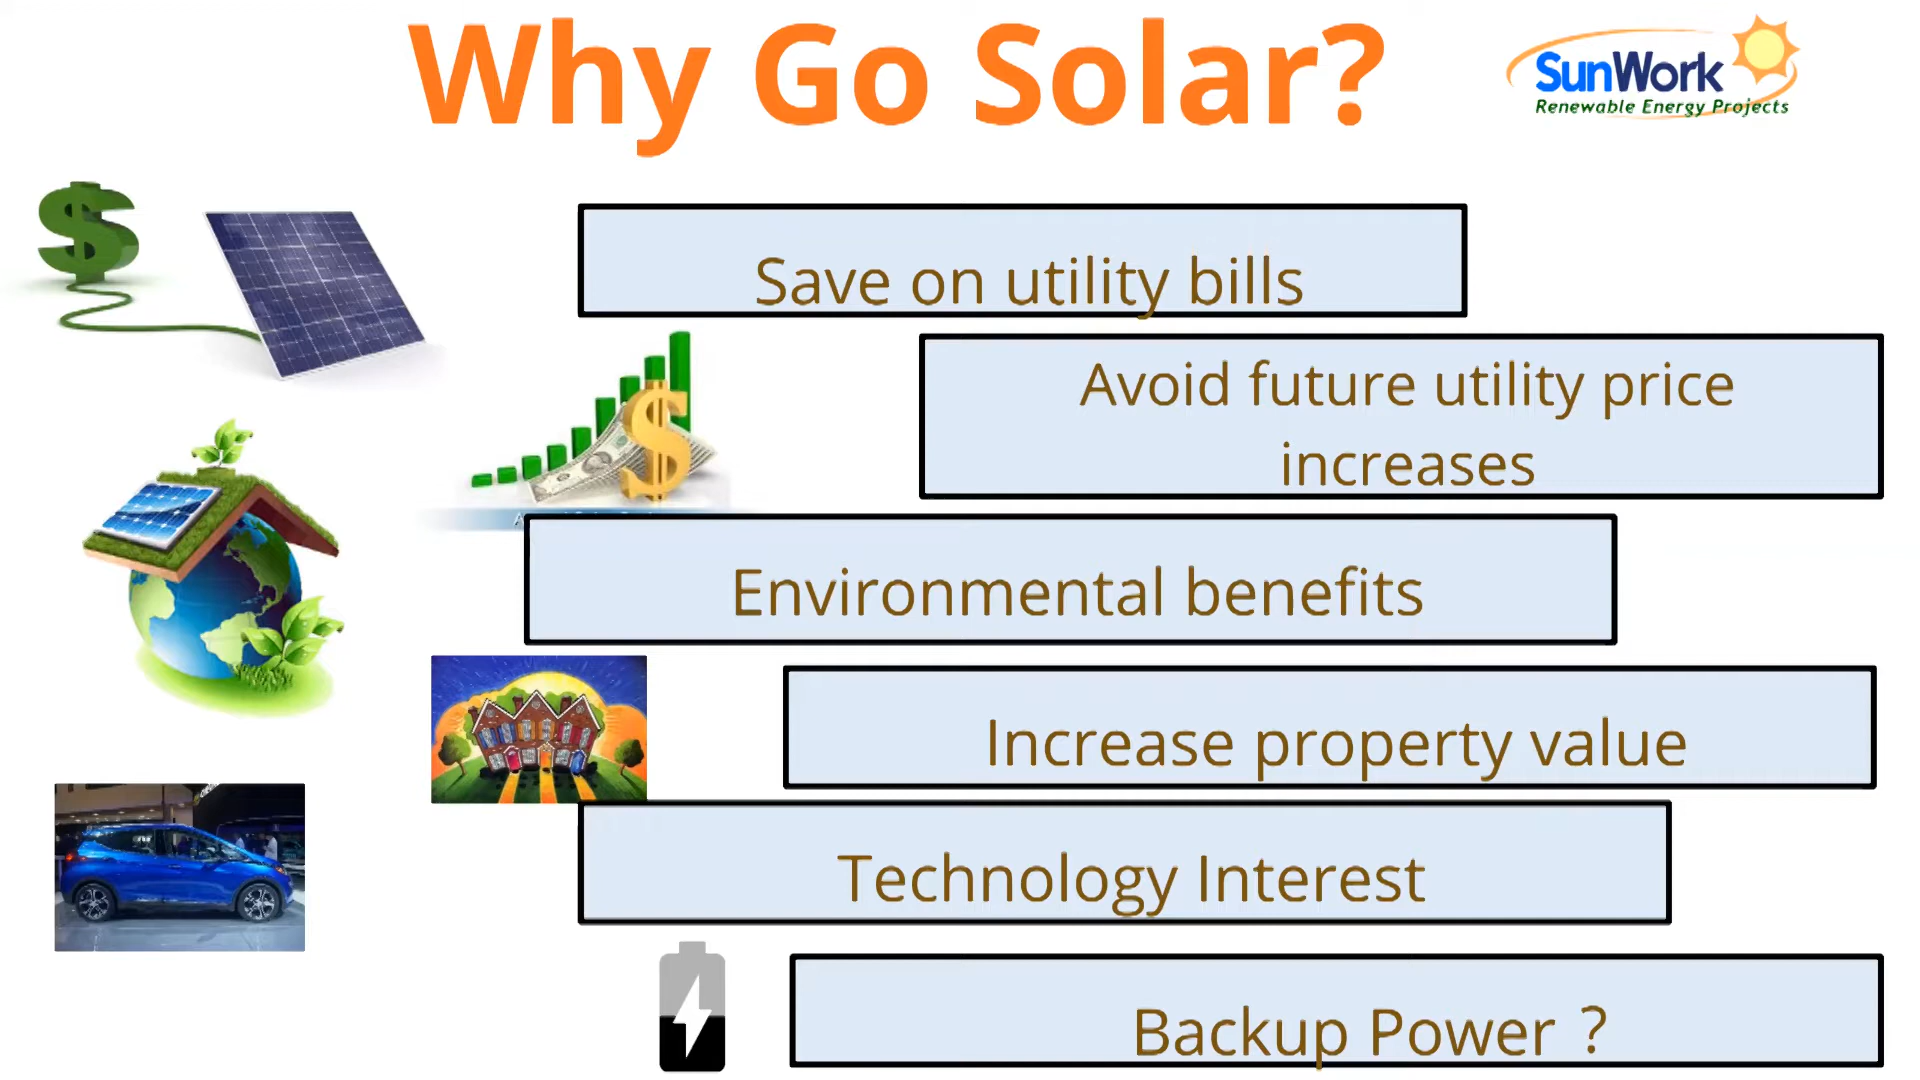 Why Go Solar?
SunWork
Renewable Energy Projects
Save on utility bills
Avoid future utility price
increases
Environmental benefits
Increase property value
Technology Interest
Backup Power ?